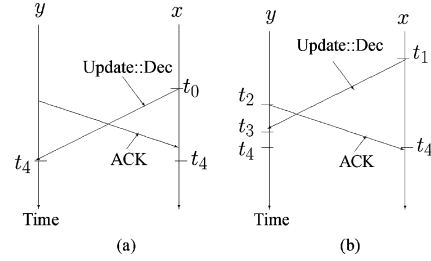 y x
Update::Dec
t0
t4
ACK
t4
Time
(a)
y x
Update::Dec
t1
t2
t3
t4
ACK
t4
Time
(b)